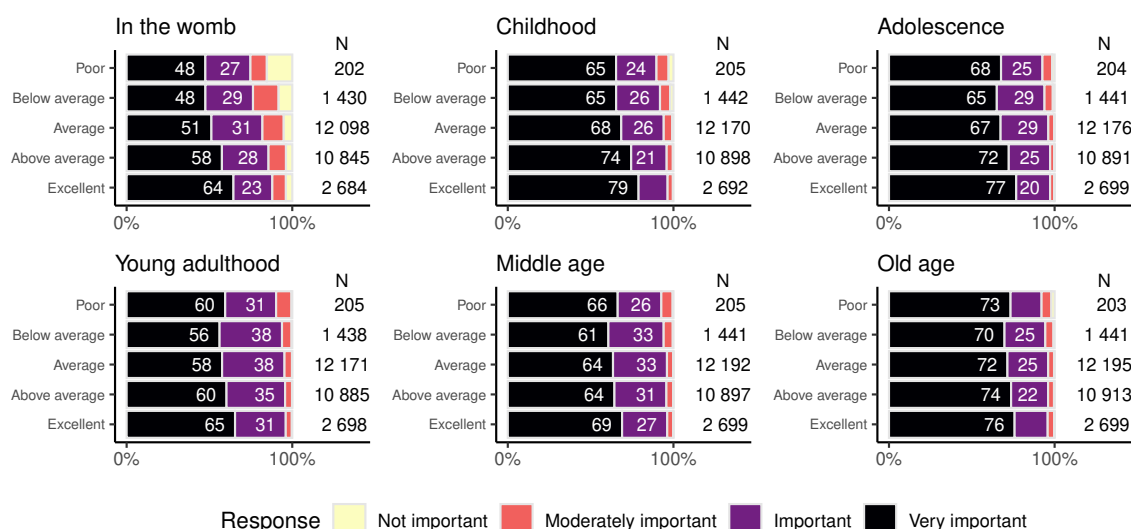 In the womb
N
Poor 48 27 202
Below average 48 29 1 430
Average 51 31 12 098
Above average 58 28 10 845
Excellent 64 23 2 684
0% 100%
Childhood
N
Poor 65 24 205
Below average 65 26 1 442
Average 68 26 12 170
Above average 74 21 10 898
Excellent 79 2 692
0% 100%
Adolescence
N
Poor 68 25 204
Below average 65 29 1 441
Average 67 29 12 176
Above average 72 25 10 891
Excellent 77 20 2 699
0% 100%
Young adulthood
N
Poor 60 31 205
Below average 56 38 1 438
Average 58 38 12 171
Above average 60 35 10 885
Excellent 65 31 2 698
0% 100%
Middle age
N
Poor 66 26 205
Below average 61 33 1 441
Average 64 33 12 192
Above average 64 31 10 897
Excellent 69 27 2 699
0% 100%
Old age
N
Poor 73 203
Below average 70 25 1 441
Average 72 25 12 195
Above average 74 22 10 913
Excellent 76 2 699
0% 100%
Response Not important Moderately important Important Very important